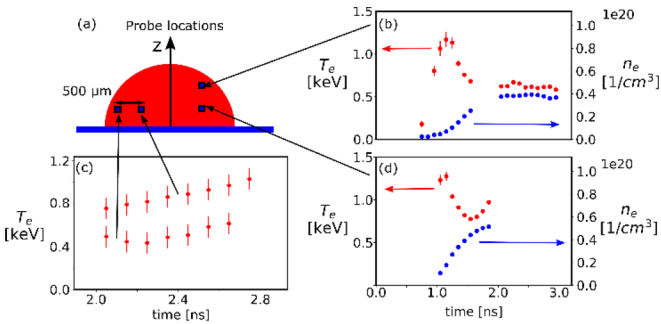 (a)
Probe locations
Z
500 μm
(b)
1e20
1.5
1.0
0.5
0.0
T_e
[keV]
1.0
0.8
0.6
0.4
0.2
0.0
n_e
[1/cm³]
(c)
1.2
0.8
0.4
0.0
T_e
[keV]
2.0
2.4
2.8
time [ns]
(d)
1e20
1.5
1.0
0.5
T_e
[keV]
1.0
0.8
0.6
0.4
0.2
0.0
n_e
[1/cm³]
0.0
1.0
2.0
3.0
time [ns]